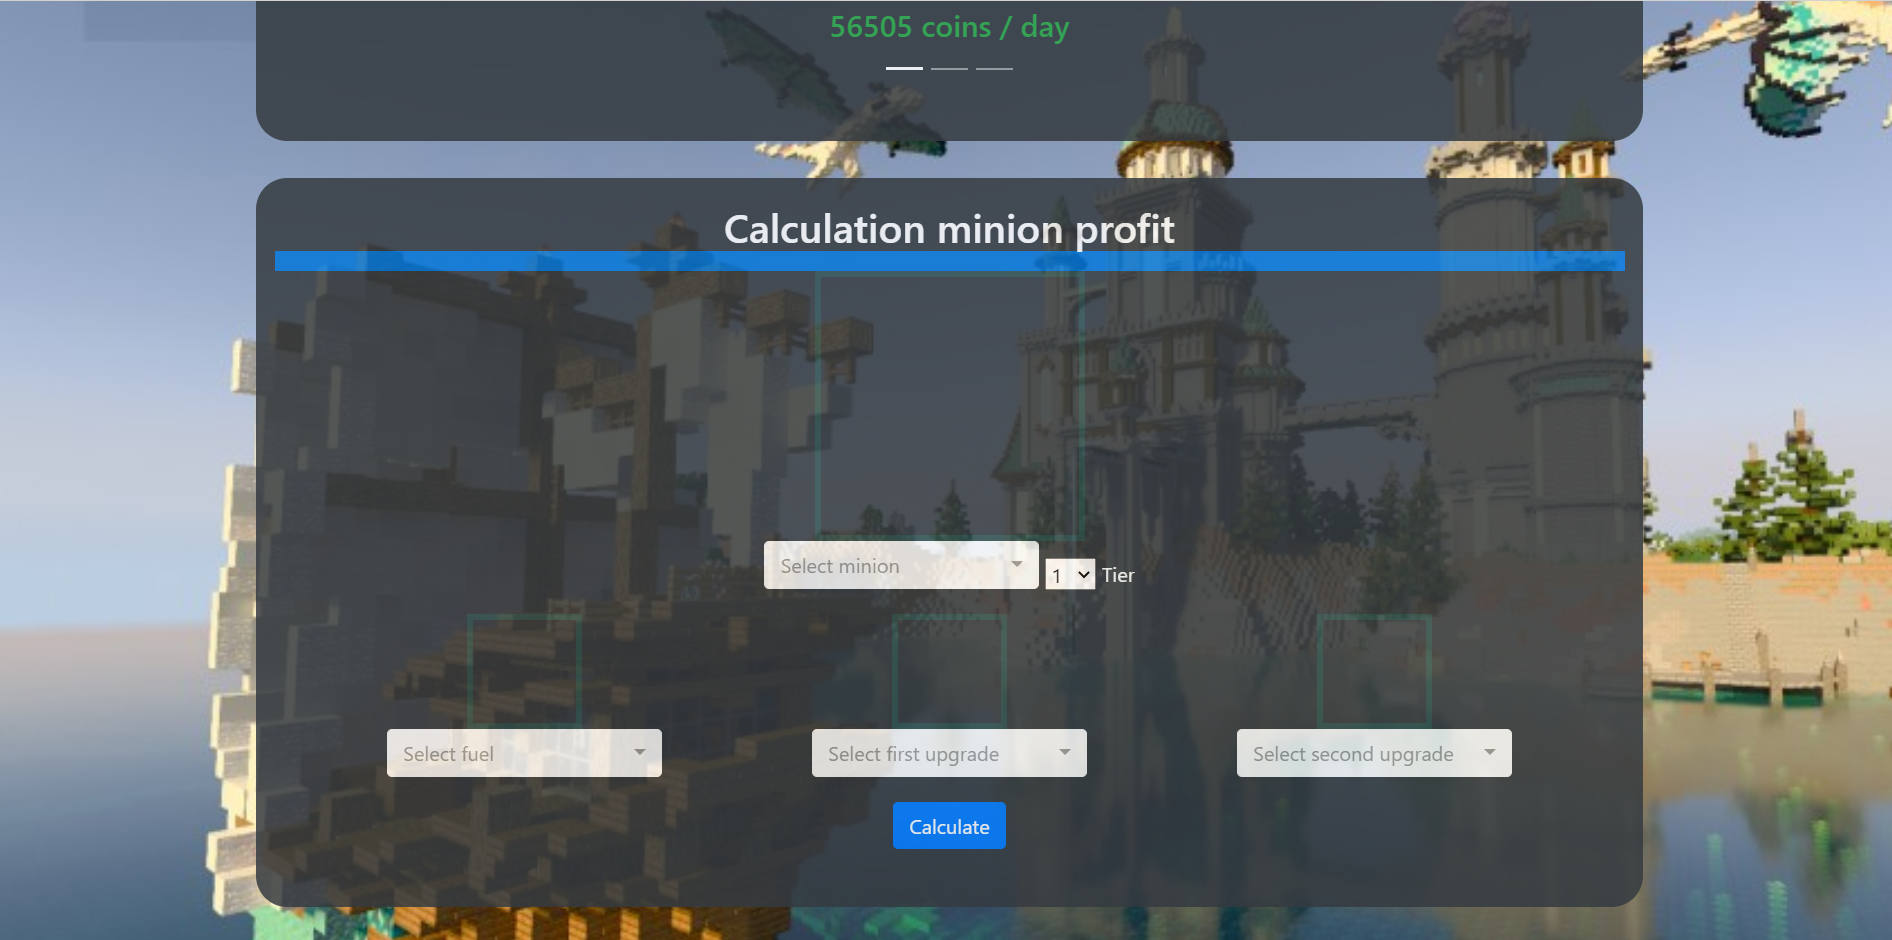 56505 coins / day
Calculation minion profit
Select minion
1
Tier
Select fuel
Select first upgrade
Select second upgrade
Calculate